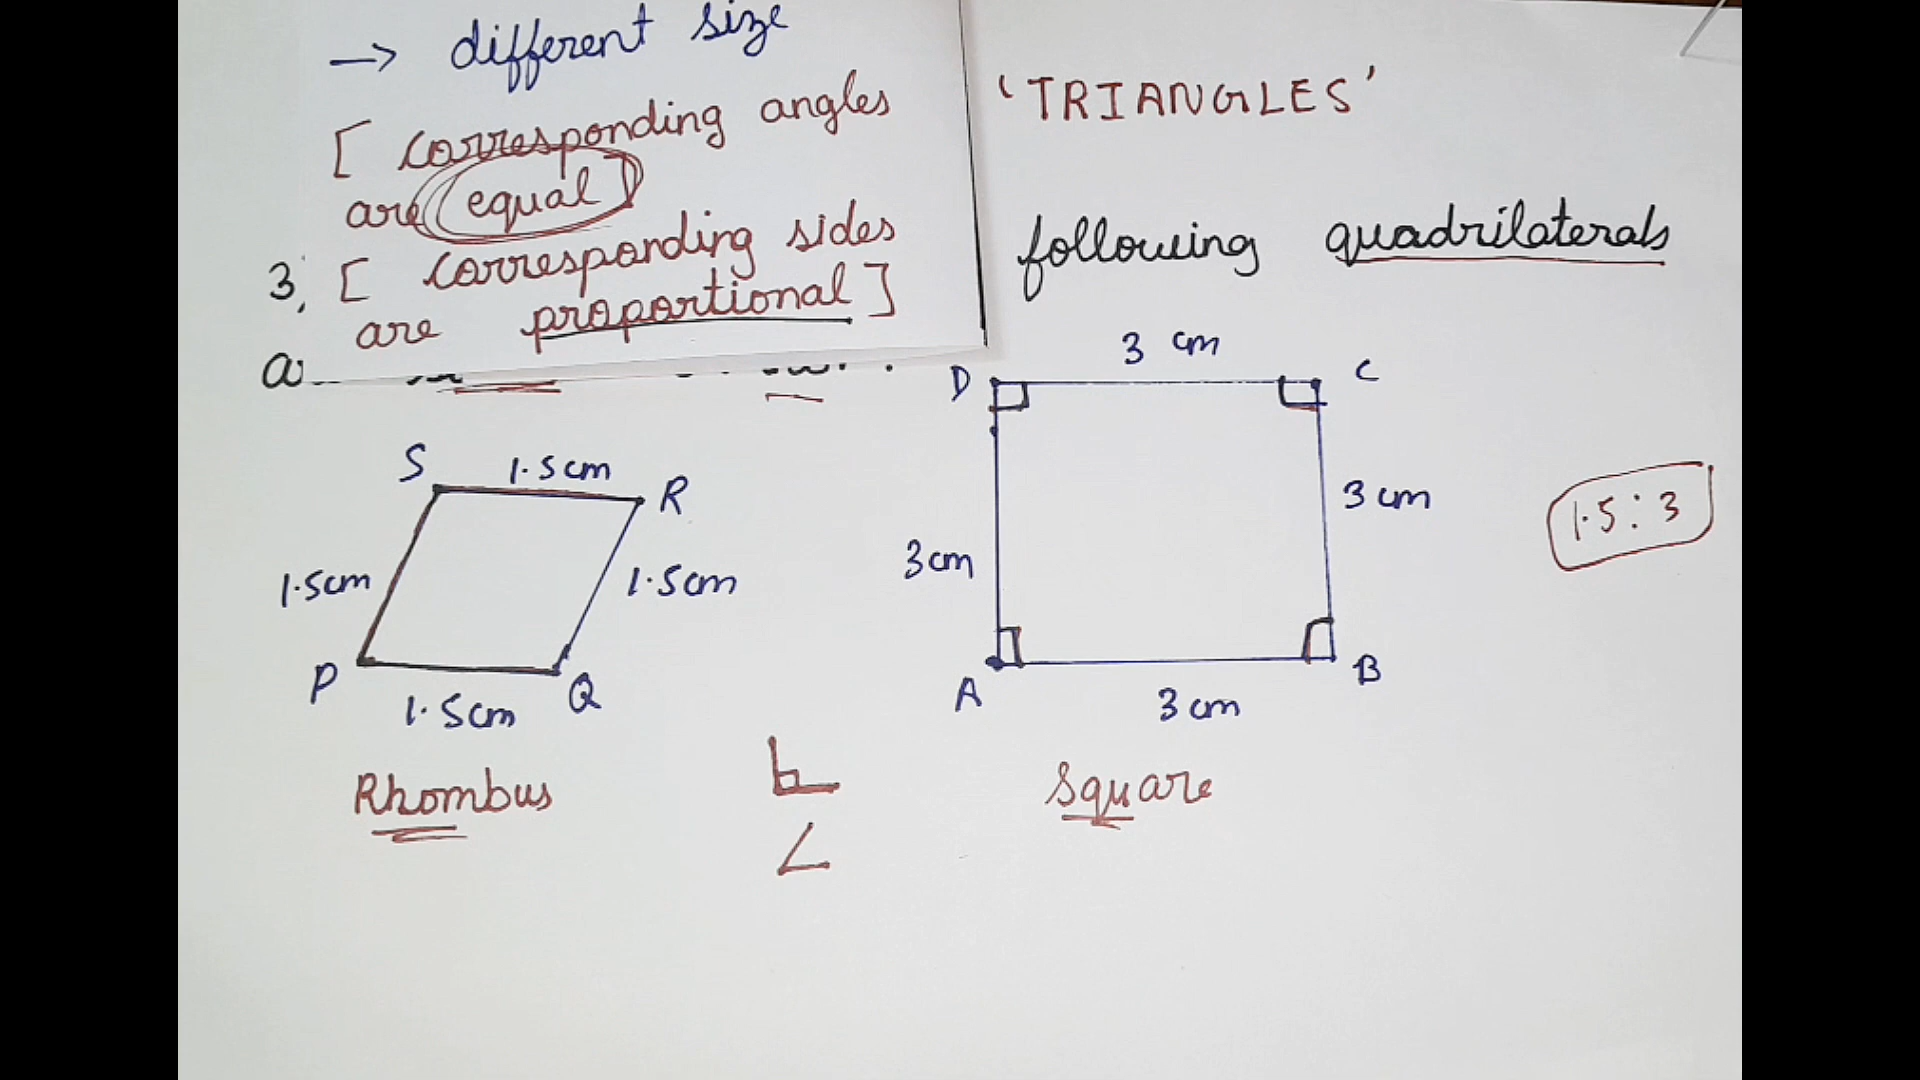 → different size
[ corresponding angles
are equal ]
[ corresponding sides
are proportional ]
'TRIANGLES'
3,
following quadrilaterals
a
S
1.5cm
R
1.5cm
1.5cm
P
1.5cm
Q
Rhombus
3 cm
D
C
3cm
3 cm
A
B
3 cm
Square
1.5:3